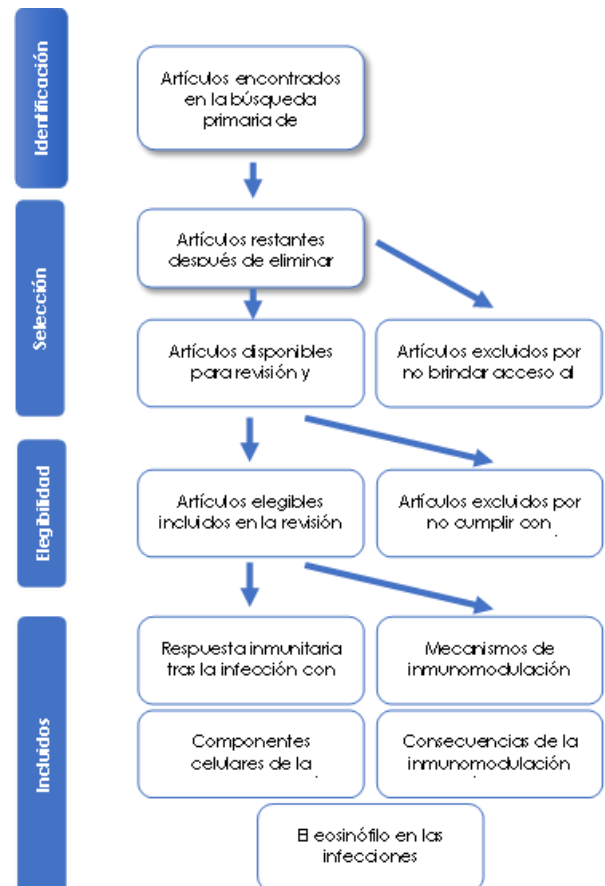 Identificación
Artículos encontrados
en la búsqueda
primaria de
Selección
Artículos restantes
después de eliminar
Artículos disponibles
para revisión y
Artículos excluidos por
no brindar acceso al
Elegibilidad
Artículos elegibles
incluidos en la revisión
Artículos excluidos por
no cumplir con
Incluidos
Respuesta inmunitaria
tras la infección con
Mecanismos de
inmunomodulación
Componentes
celulares de la
Consecuencias de la
inmunomodulación
El eosinófilo en las
infecciones